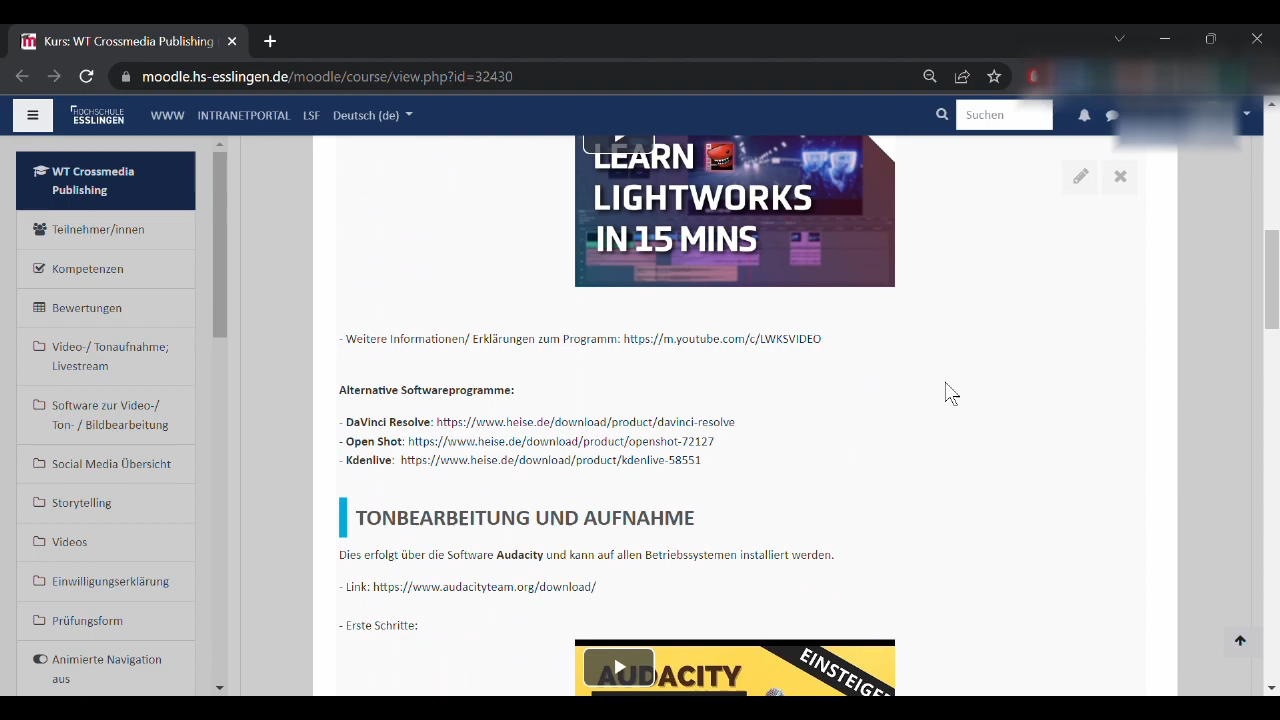 Kurs: WT Crossmedia Publishing
moodle.hs-esslingen.de/moodle/course/view.php?id=32430
HOCHSCHULE
ESSLINGEN
WWW INTRANETPORTAL LSF Deutsch (de)
Suchen
WT Crossmedia
Publishing
Teilnehmer/innen
Kompetenzen
Bewertungen
Video-/ Tonaufnahme;
Livestream
Software zur Video-/
Ton- / Bildbearbeitung
Social Media Übersicht
Storytelling
Videos
Einwilligungserklärung
Prüfungsform
Animierte Navigation
aus
LEARN
LIGHTWORKS
IN 15 MINS
- Weitere Informationen/ Erklärungen zum Programm: https://m.youtube.com/c/LWKSVIDEO
Alternative Softwareprogramme:
- DaVinci Resolve: https://www.heise.de/download/product/davinci-resolve
- Open Shot: https://www.heise.de/download/product/openshot-72127
- Kdenlive: https://www.heise.de/download/product/kdenlive-58551
TONBEARBEITUNG UND AUFNAHME
Dies erfolgt über die Software Audacity und kann auf allen Betriebssystemen installiert werden.
- Link: https://www.audacityteam.org/download/
- Erste Schritte:
AUDACITY